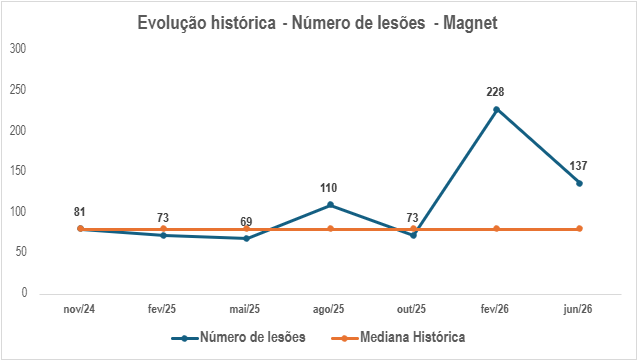 Evolução histórica - Número de lesões - Magnet
300
250
200
150
100
50
0
81
73
69
110
73
228
137
nov/24
fev/25
mai/25
ago/25
out/25
fev/26
jun/26
Número de lesões
Mediana Histórica